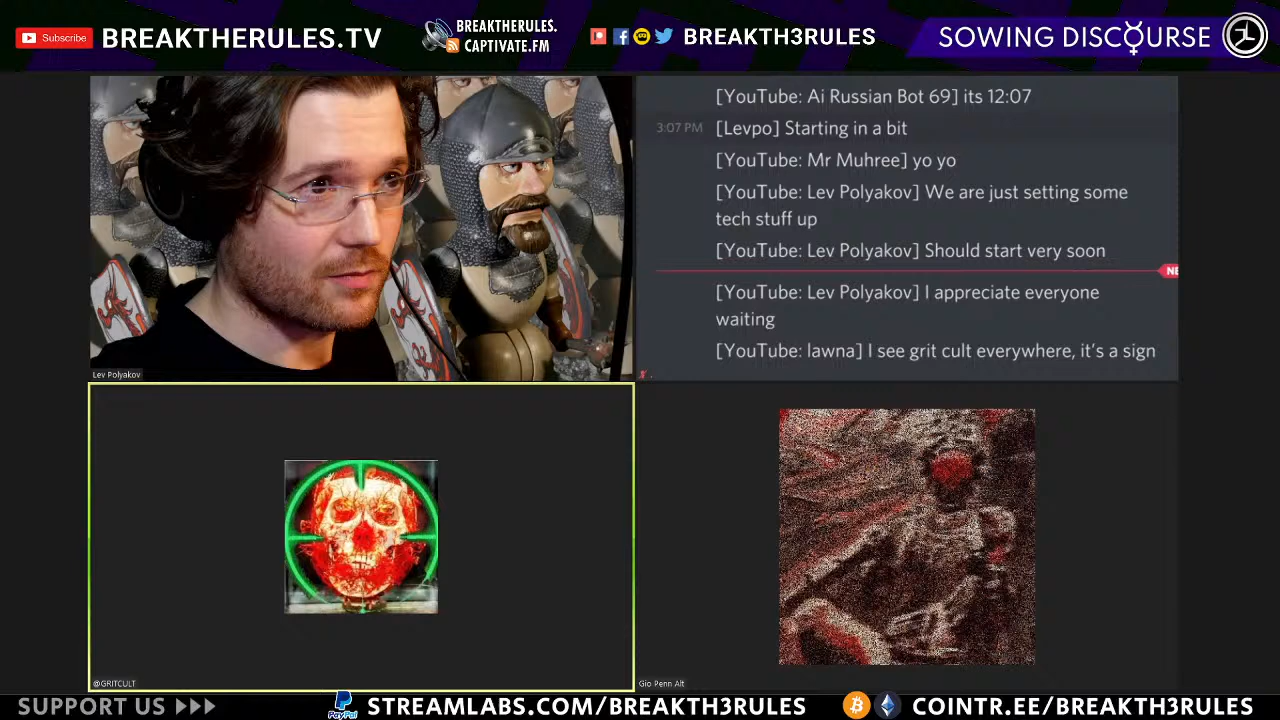 Subscribe BREAKTHERULES.TV
BREAKTHERULES.
CAPTIVATE.FM
BREAKTH3RULES
SOWING DISCOURSE
[YouTube: Ai Russian Bot 69] its 12:07
3:07 PM [Levpo] Starting in a bit
[YouTube: Mr Muhree] yo yo
[YouTube: Lev Polyakov] We are just setting some
tech stuff up
[YouTube: Lev Polyakov] Should start very soon
NE
[YouTube: Lev Polyakov] I appreciate everyone
waiting
[YouTube: lawna] I see grit cult everywhere, it's a sign
Lev Polyakov
@GRITCULT
Gio Penn Alt
SUPPORT US >>>
PayPal
STREAMLABS.COM/BREAKTH3RULES
COINTR.EE/BREAKTH3RULES